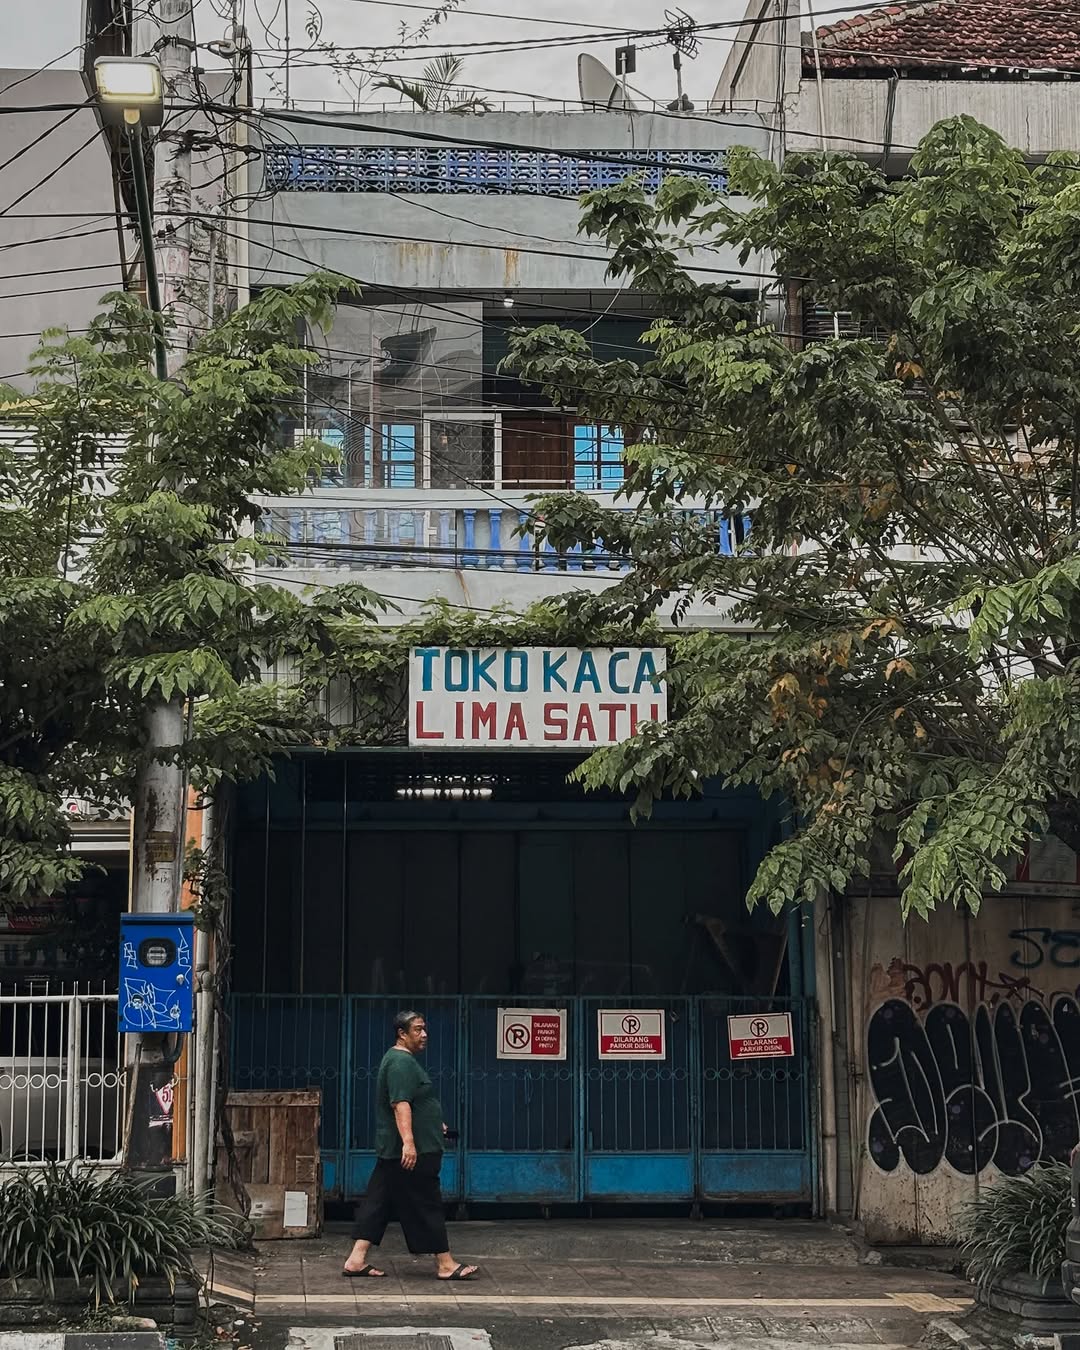 TOKO KACA
LIMA SATU
DILARANG
PARKIR
DI DEPAN
PINTU
DILARANG
PARKIR DISINI
DILARANG
PARKIR DISINI